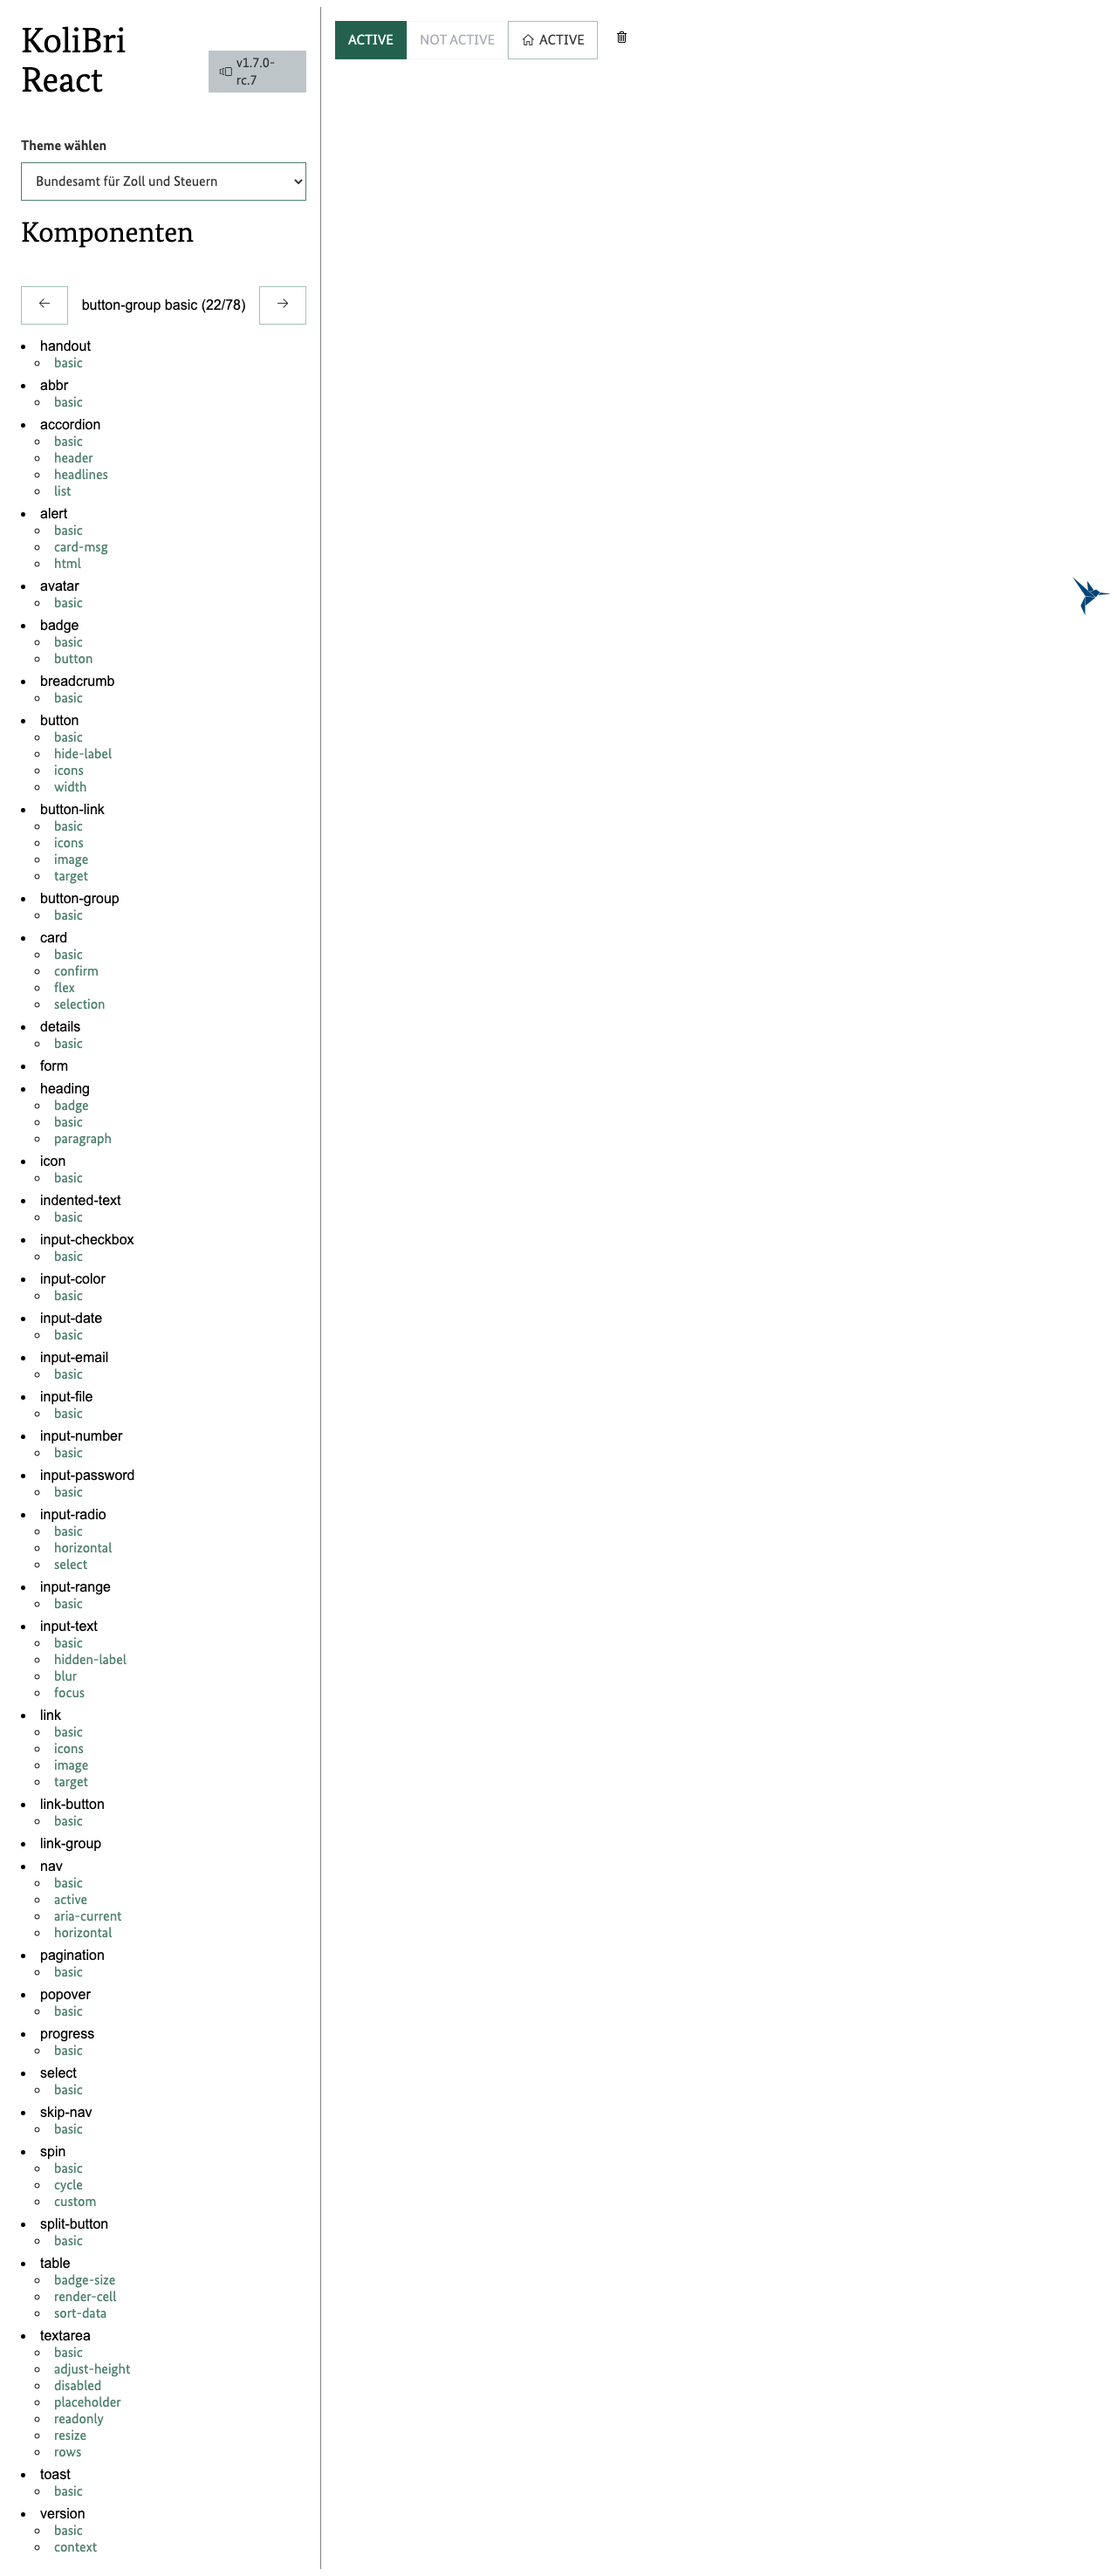 KoliBri
React
v1.7.0-
rc.7
Theme wählen
Bundesamt für Zoll und Steuern
Komponenten
button-group basic (22/78)
handout
basic
abbr
basic
accordion
basic
header
headlines
list
alert
basic
card-msg
html
avatar
basic
badge
basic
button
breadcrumb
basic
button
basic
hide-label
icons
width
button-link
basic
icons
image
target
button-group
basic
card
basic
confirm
flex
selection
details
basic
form
heading
badge
basic
paragraph
icon
basic
indented-text
basic
input-checkbox
basic
input-color
basic
input-date
basic
input-email
basic
input-file
basic
input-number
basic
input-password
basic
input-radio
basic
horizontal
select
input-range
basic
input-text
basic
hidden-label
blur
focus
link
basic
icons
image
target
link-button
basic
link-group
nav
basic
active
aria-current
horizontal
pagination
basic
popover
basic
progress
basic
select
basic
skip-nav
basic
spin
basic
cycle
custom
split-button
basic
table
badge-size
render-cell
sort-data
textarea
basic
adjust-height
disabled
placeholder
readonly
resize
rows
toast
basic
version
basic
context
ACTIVE NOT ACTIVE ACTIVE